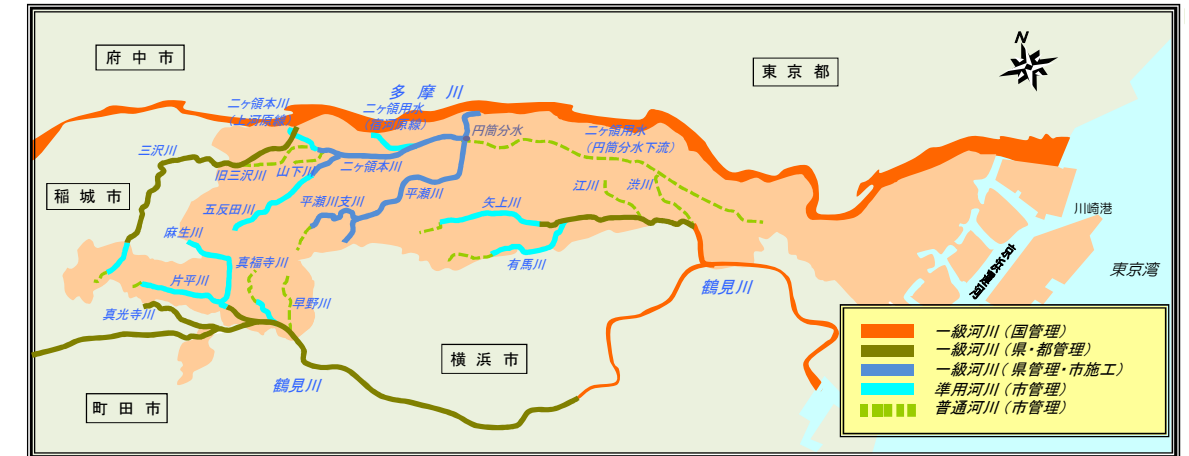 府中市
東京都
N
多摩川
二ヶ領本川
（上河原線）
二ヶ領用水
（宿河原線）
円筒分水
二ヶ領用水
（円筒分水下流）
三沢川
旧三沢川
山下川
二ヶ領本川
稲城市
五反田川
平瀬川支川
平瀬川
江川
渋川
矢上川
川崎港
麻生川
真福寺川
有馬川
東京湾
片平川
京浜運河
鶴見川
真光寺川
早野川
横浜市
鶴見川
町田市
一級河川（国管理）
一級河川（県・都管理）
一級河川（県管理・市施工）
準用河川（市管理）
普通河川（市管理）